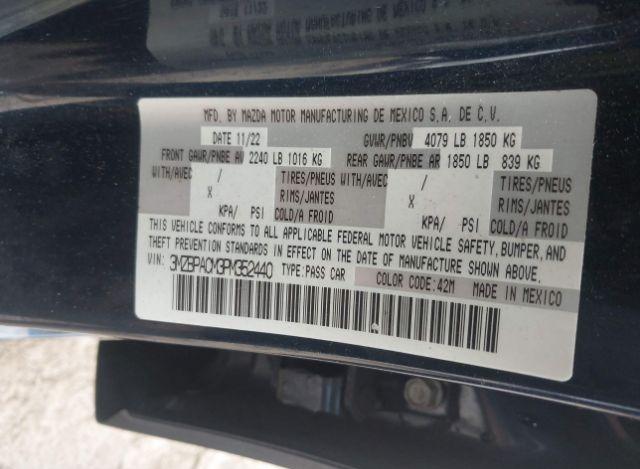 MFD. BY MAZDA MOTOR MANUFACTURING DE MEXICO S.A. DE C.V.
DATE 11/22 GVWR/PNBV 4079 LB 1850 KG
FRONT GAWR/PNBE AV 2240 LB 1016 KG REAR GAWR/PNBE AR 1850 LB 839 KG
WITH/AVEC / TIRES/PNEUS WITH/AVEC / TIRES/PNEUS
X RIMS/JANTES X RIMS/JANTES
KPA/ PSI COLD/A FROID KPA/ PSI COLD/A FROID
THIS VEHICLE CONFORMS TO ALL APPLICABLE FEDERAL MOTOR VEHICLE SAFETY, BUMPER, AND
THEFT PREVENTION STANDARDS IN EFFECT ON THE DATE OF MANUFACTURE SHOWN ABOVE.
VIN: 3MZBPACM3PM352440 TYPE:PASS CAR COLOR CODE:42M MADE IN MEXICO